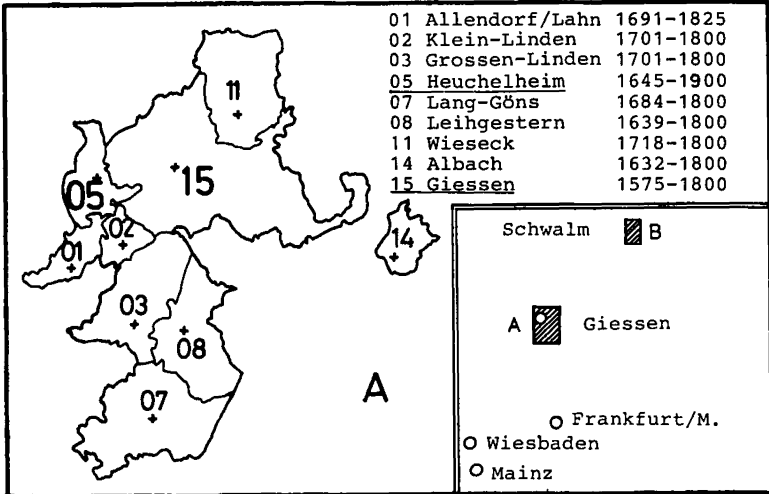 01 Allendorf/Lahn 1691-1825
02 Klein-Linden 1701-1800
03 Grossen-Linden 1701-1800
05 Heuchelheim 1645-1900
07 Lang-Göns 1684-1800
08 Leihgestern 1639-1800
11 Wieseck 1718-1800
14 Albach 1632-1800
15 Giessen 1575-1800
11
15
05
02
14
01
03
08
07
A
Schwalm B
A Giessen
Frankfurt/M.
Wiesbaden
Mainz